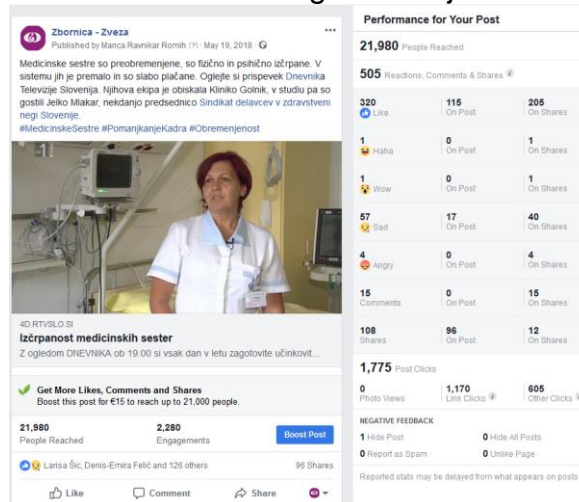 Zbornica - Zveza
Published by Manca Ravnikar Romih [?] · May 19, 2018 ·
Medicinske sestre so preobremenjene, so fizično in psihično izčrpane. V
sistemu jih je premalo in so slabo plačane. Oglejte si prispevek Dnevnika
Televizije Slovenija. Njihova ekipa je obiskala Kliniko Golnik, v studiu pa so
gostili Jelko Mlakar, nekdanjo predsednico Sindikat delavcev v zdravstveni
negi Slovenije.
#MedicinskeSestre #PomanjkanjeKadra #Obremenjenost
4D.RTVSLO.SI
Izčrpanost medicinskih sester
Z ogledom DNEVNIKA ob 19.00 si vsak dan v letu zagotovite učinkovit...
Get More Likes, Comments and Shares
Boost this post for €15 to reach up to 21,000 people.
21,980 2,280
People Reached Engagements
Boost Post
Larisa Šic, Denis-Emira Felić and 126 others 96 Shares
Like Comment Share
Performance for Your Post
21,980 People Reached
505 Reactions, Comments & Shares
320 115 205
Like On Post On Shares
1 0 1
Haha On Post On Shares
1 0 1
Wow On Post On Shares
57 17 40
Sad On Post On Shares
4 0 4
Angry On Post On Shares
15 0 15
Comments On Post On Shares
108 96 12
Shares On Post On Shares
1,775 Post Clicks
0 1,170 605
Photo Views Link Clicks Other Clicks
NEGATIVE FEEDBACK
1 Hide Post 0 Hide All Posts
0 Report as Spam 0 Unlike Page
Reported stats may be delayed from what appears on posts